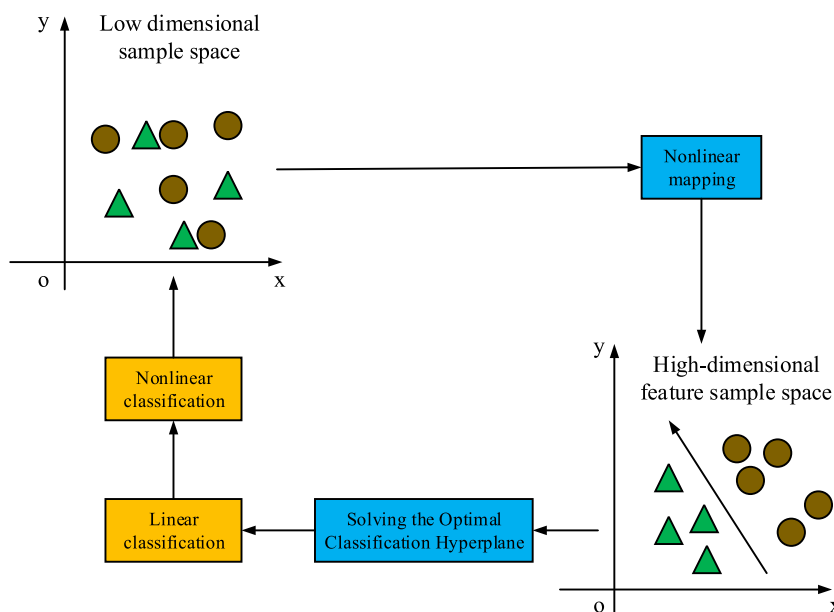 y
Low dimensional
sample space
o
x
Nonlinear
mapping
y
High-dimensional
feature sample space
o
x
Nonlinear
classification
Linear
classification
Solving the Optimal
Classification Hyperplane